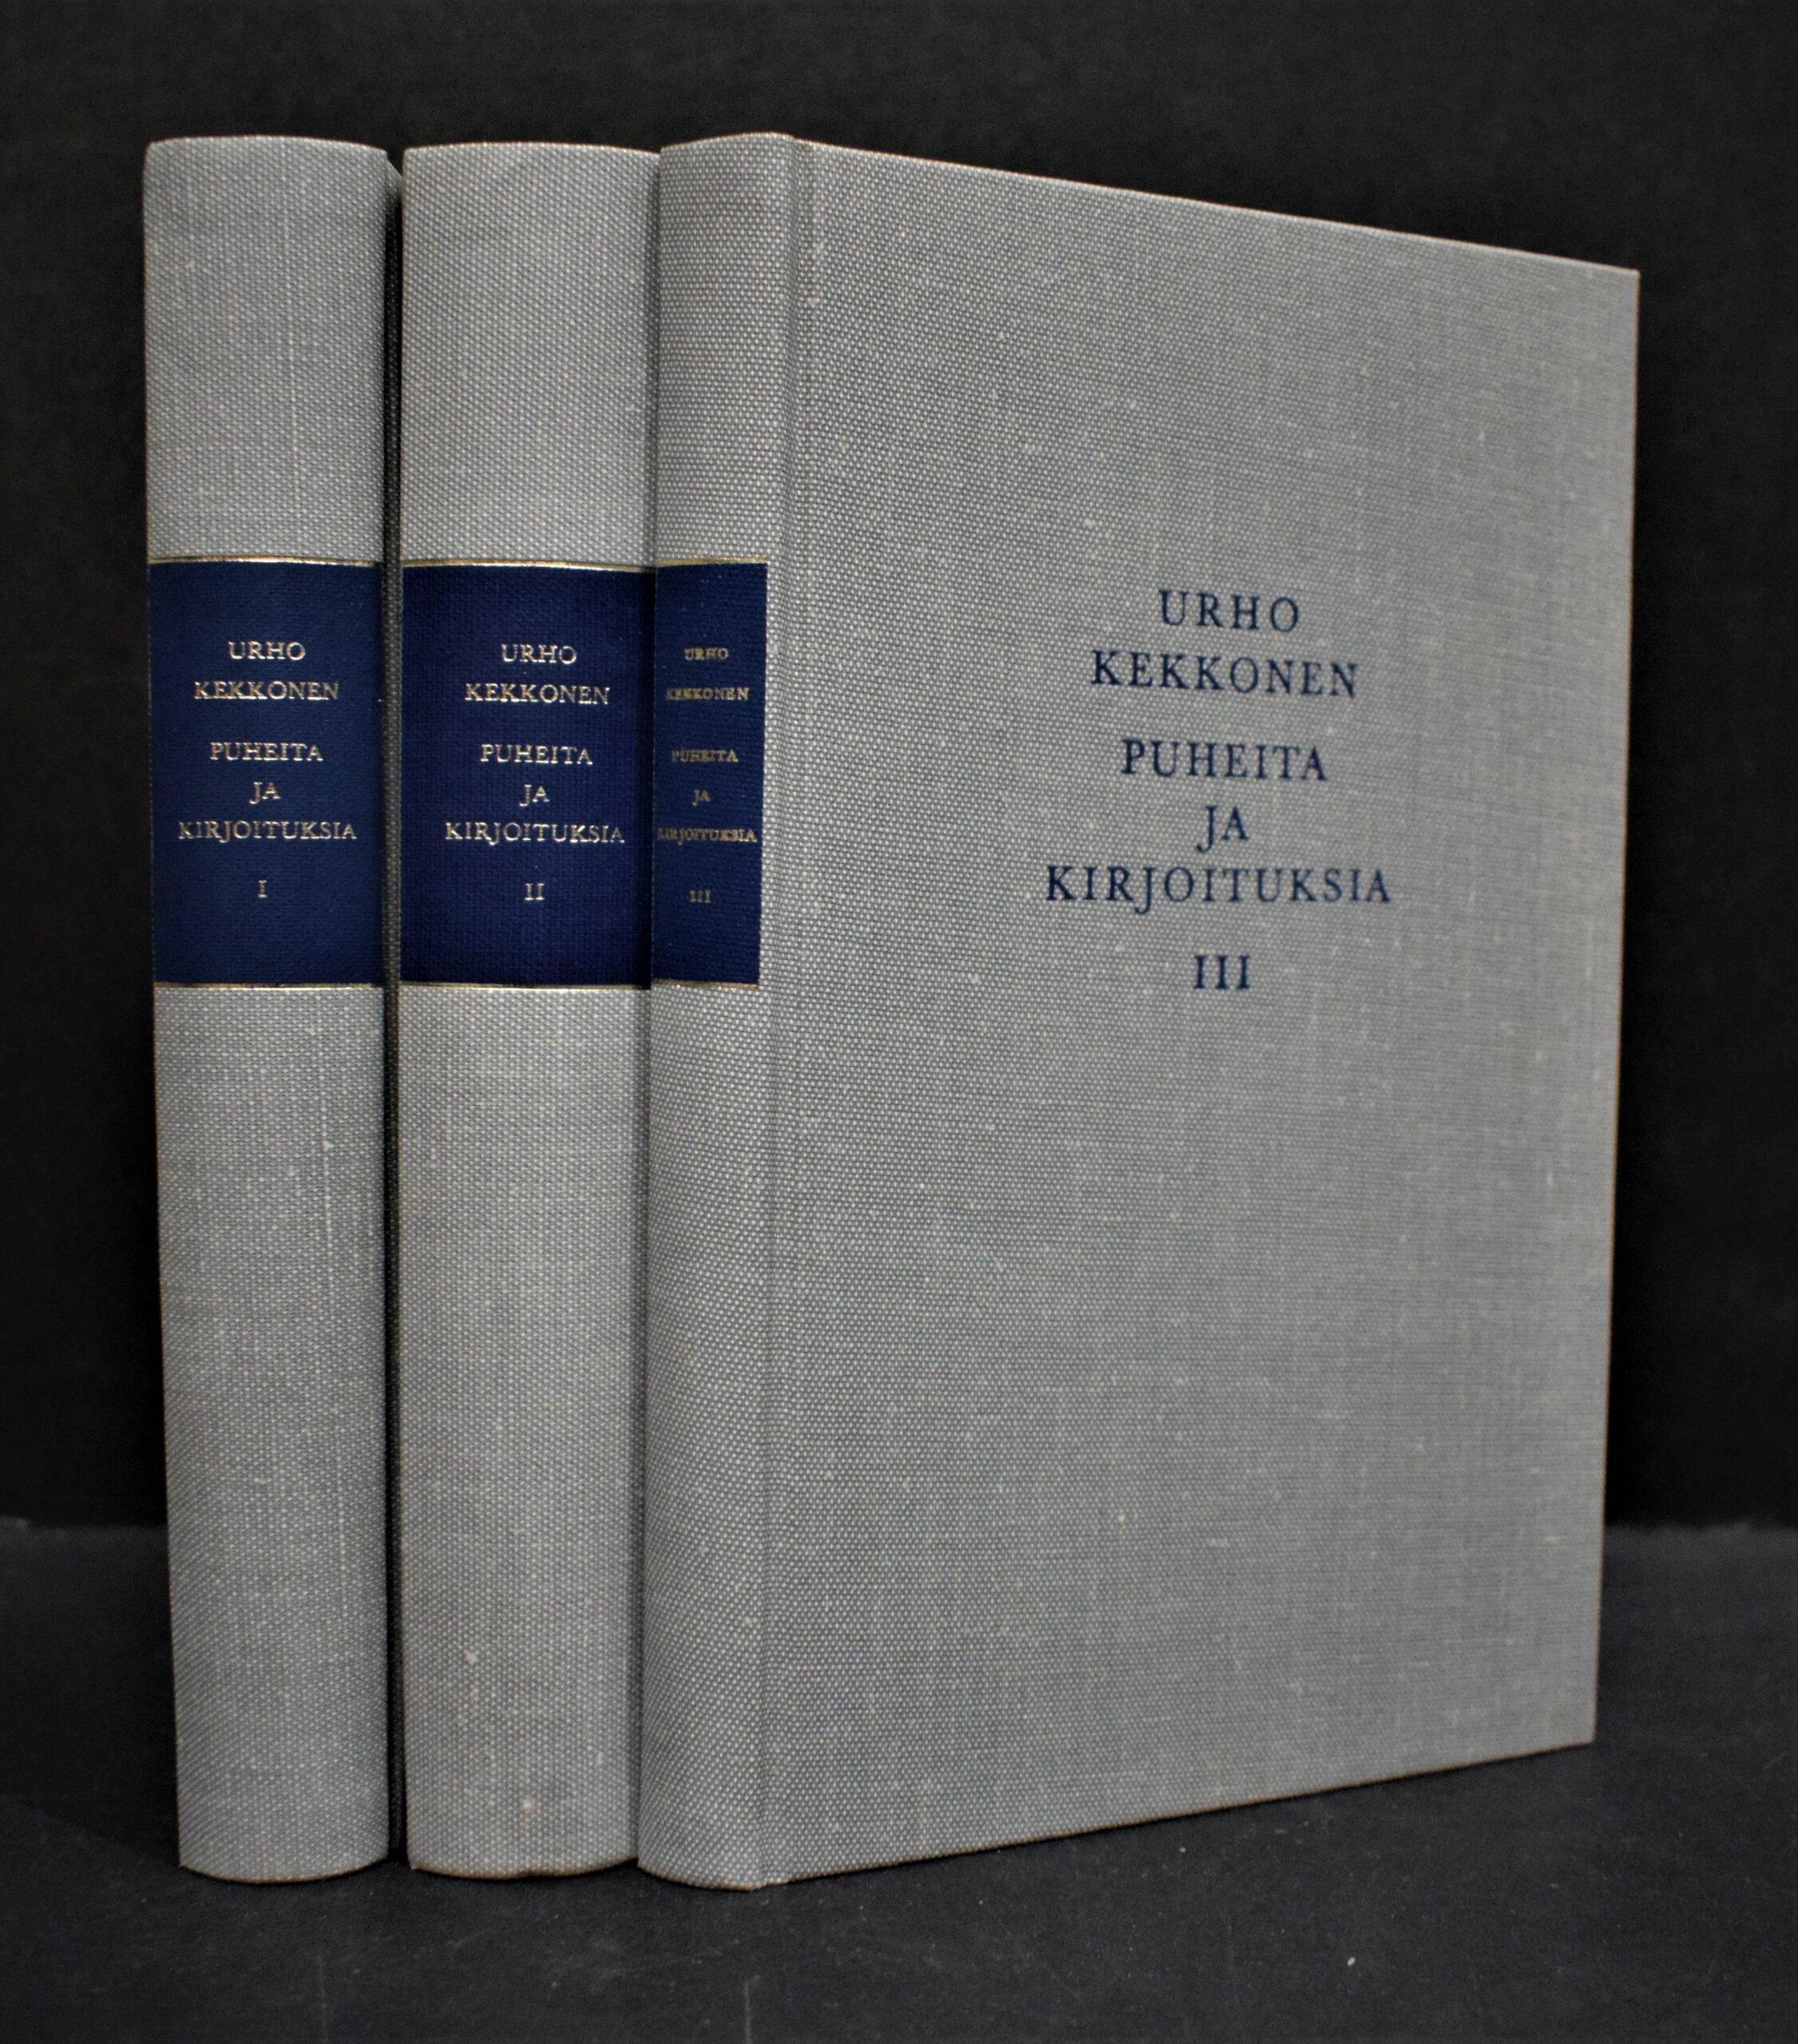 URHO
KEKKONEN
PUHEITA
JA
KIRJOITUKSIA
I
URHO
KEKKONEN
PUHEITA
JA
KIRJOITUKSIA
II
URHO
KEKKONEN
PUHEITA
JA
KIRJOITUKSIA
III
URHO
KEKKONEN
PUHEITA
JA
KIRJOITUKSIA
III